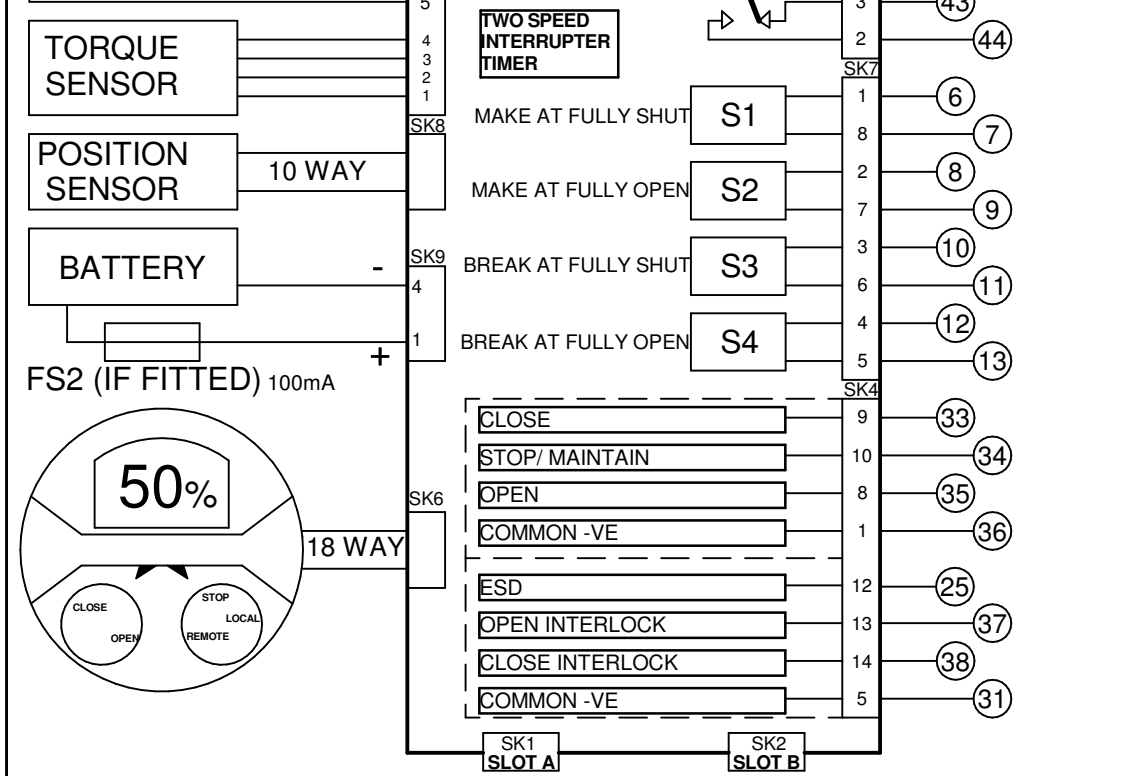 5
3
43
TWO SPEED
INTERRUPTER
TIMER
2
44
TORQUE
SENSOR
4
3
2
1
SK8
SK7
MAKE AT FULLY SHUT
S1
1
6
8
7
POSITION
SENSOR
10 WAY
MAKE AT FULLY OPEN
S2
2
8
7
9
BATTERY
-
SK9
4
1
+
BREAK AT FULLY SHUT
S3
3
10
6
11
BREAK AT FULLY OPEN
S4
4
12
5
13
FS2 (IF FITTED) 100mA
SK4
CLOSE
9
33
STOP/ MAINTAIN
10
34
OPEN
8
35
COMMON -VE
1
36
50%
SK6
18 WAY
CLOSE
OPEN
STOP
LOCAL
REMOTE
ESD
12
25
OPEN INTERLOCK
13
37
CLOSE INTERLOCK
14
38
COMMON -VE
5
31
SK1
SLOT A
SK2
SLOT B